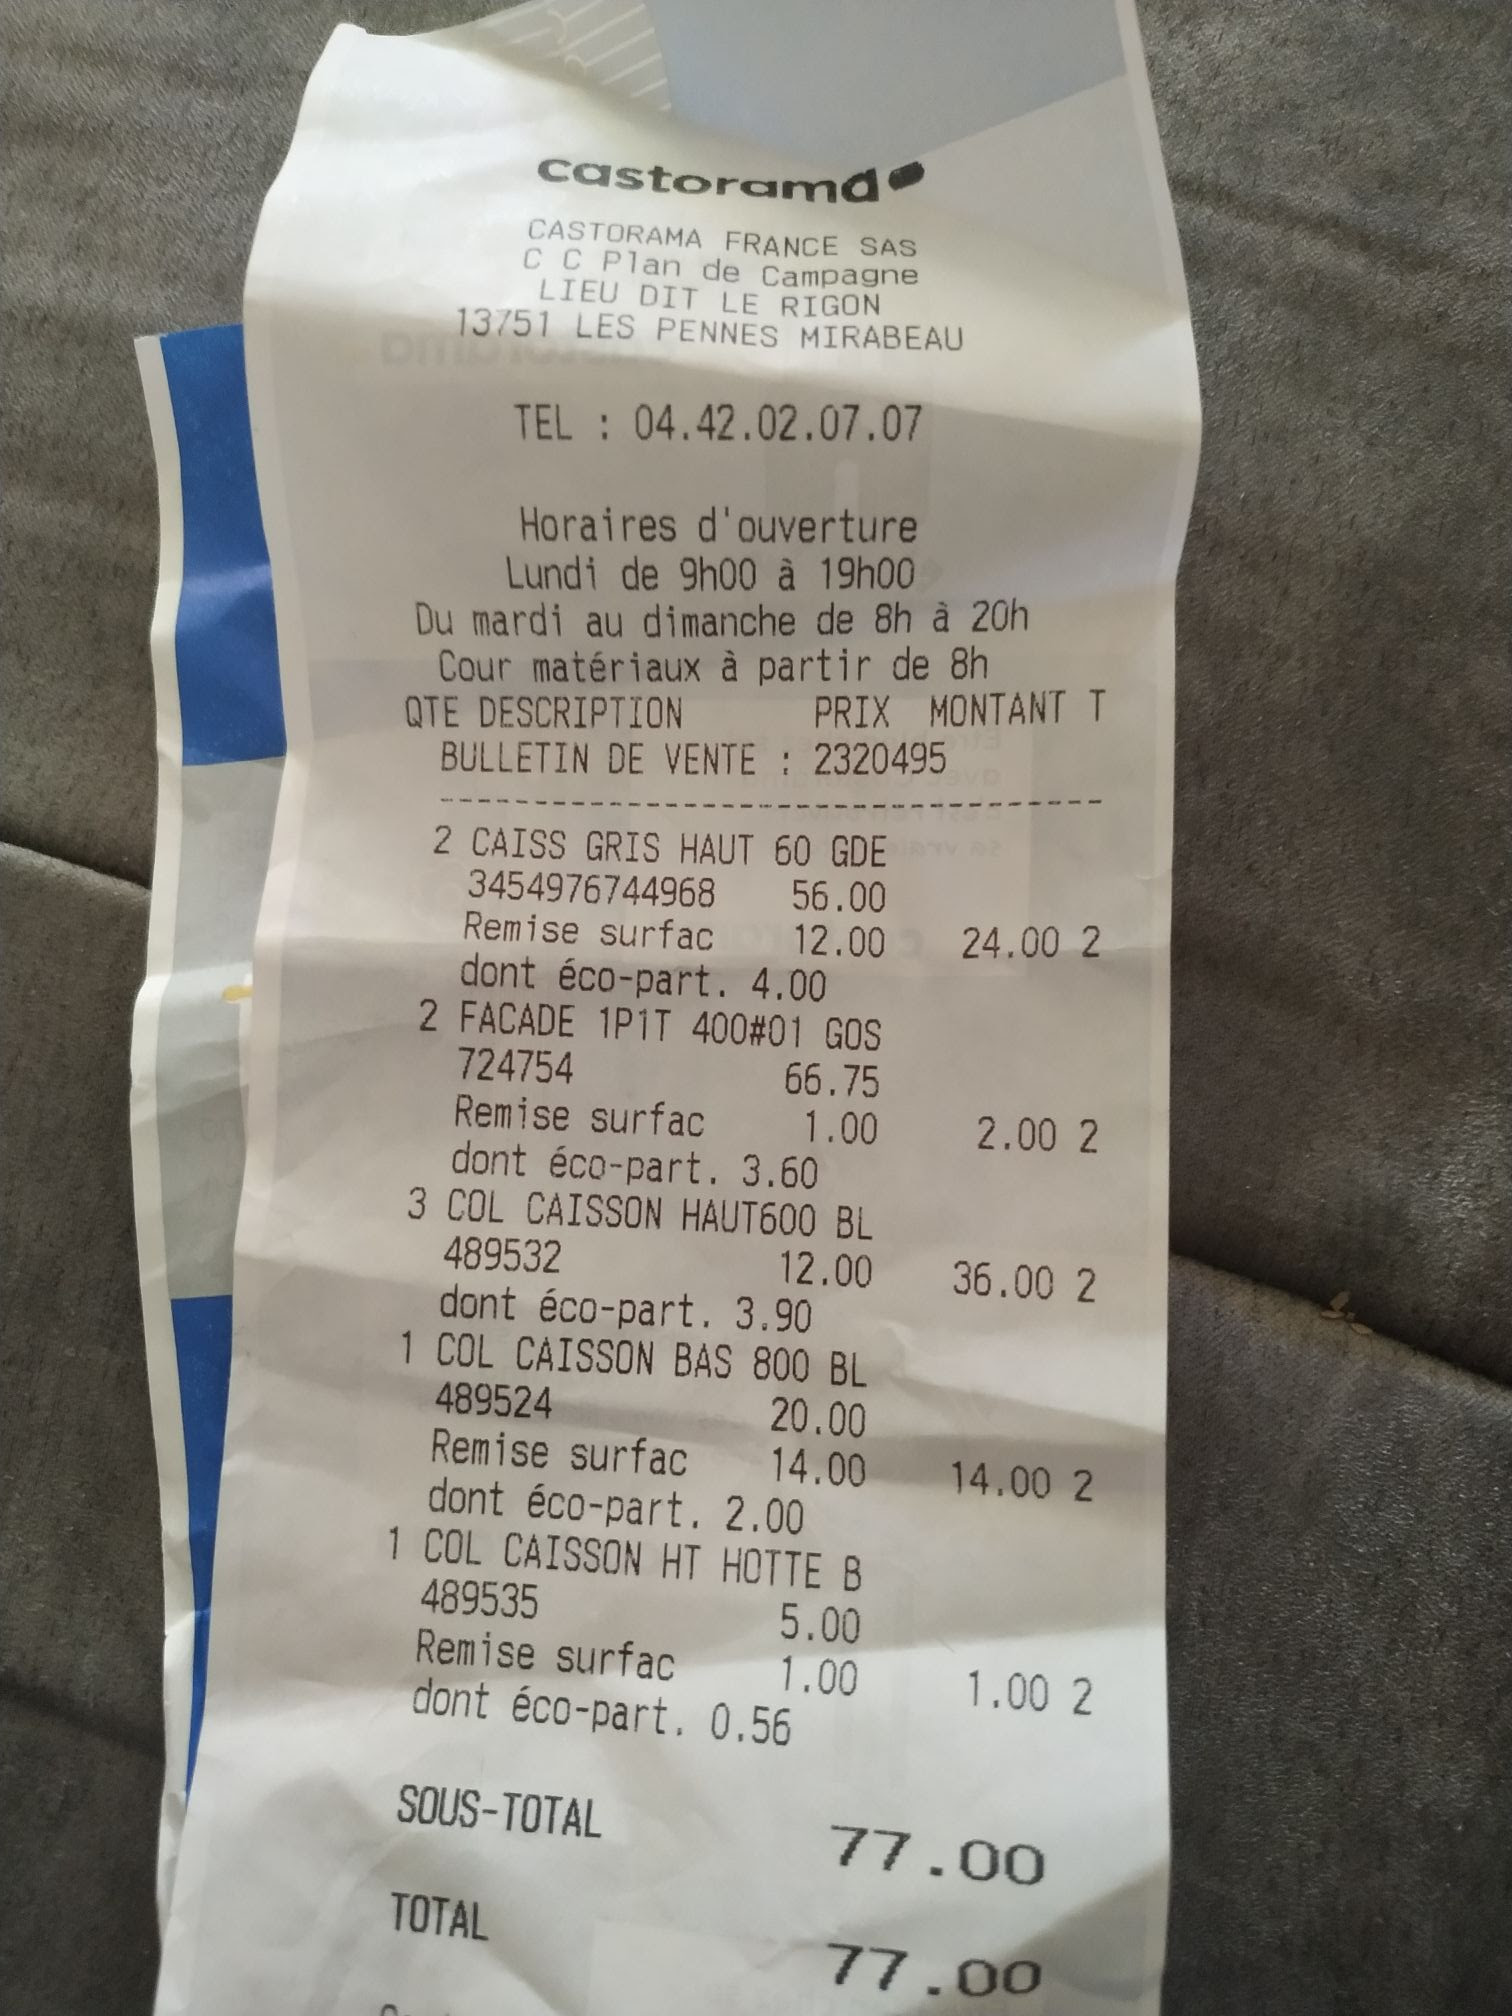 castorama
CASTORAMA FRANCE SAS
C C Plan de Campagne
LIEU DIT LE RIGON
13751 LES PENNES MIRABEAU
TEL : 04.42.02.07.07
Horaires d'ouverture
Lundi de 9h00 à 19h00
Du mardi au dimanche de 8h à 20h
Cour matériaux à partir de 8h
QTE DESCRIPTION PRIX MONTANT T
BULLETIN DE VENTE : 2320495
------------------------------------
2 CAISS GRIS HAUT 60 GDE
3454976744968 56.00
Remise surfac 12.00 24.00 2
dont éco-part. 4.00
2 FACADE 1P1T 400#01 GOS
724754 66.75
Remise surfac 1.00 2.00 2
dont éco-part. 3.60
3 COL CAISSON HAUT600 BL
489532 12.00 36.00 2
dont éco-part. 3.90
1 COL CAISSON BAS 800 BL
489524 20.00
Remise surfac 14.00 14.00 2
dont éco-part. 2.00
1 COL CAISSON HT HOTTE B
489535 5.00
Remise surfac 1.00 1.00 2
dont éco-part. 0.56
SOUS-TOTAL 77.00
TOTAL 77.00